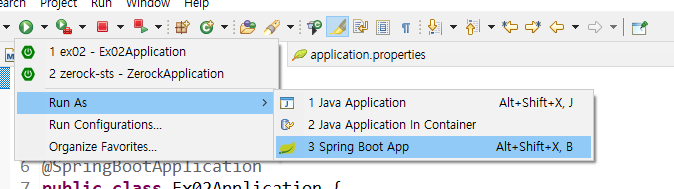 earch Project Run Window Help
application.properties
1 ex02 - Ex02Application
2 zerock-sts - ZerockApplication
Run As
Run Configurations...
Organize Favorites...
1 Java Application Alt+Shift+X, J
2 Java Application In Container
3 Spring Boot App Alt+Shift+X, B
6 @SpringBootApplication
7 public class Ex02Application {